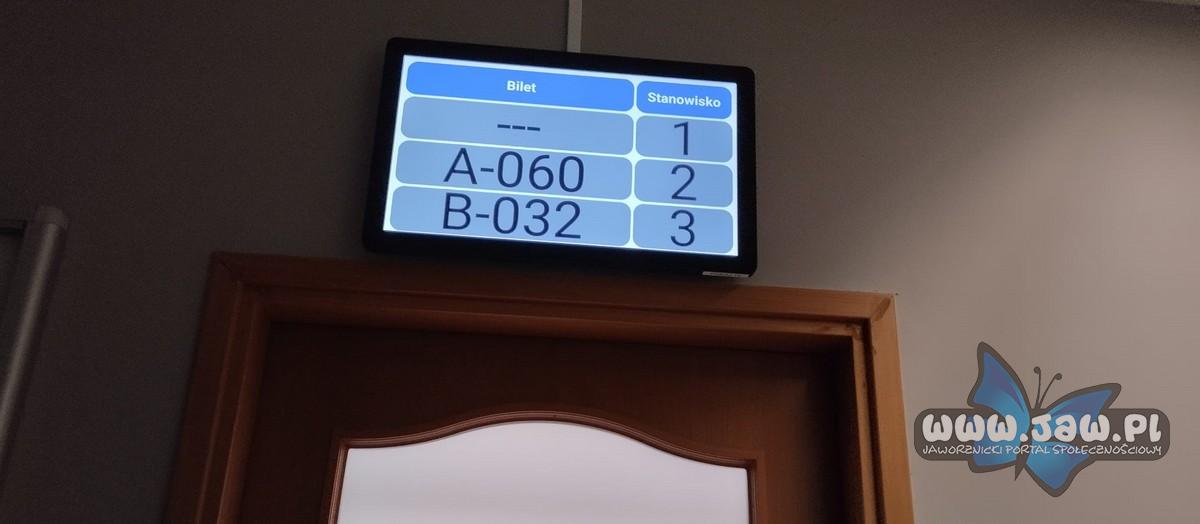 Bilet Stanowisko
--- 1
A-060 2
B-032 3
www.jaw.pl
JAWORZNICKI PORTAL SPOŁECZNOŚCIOWY